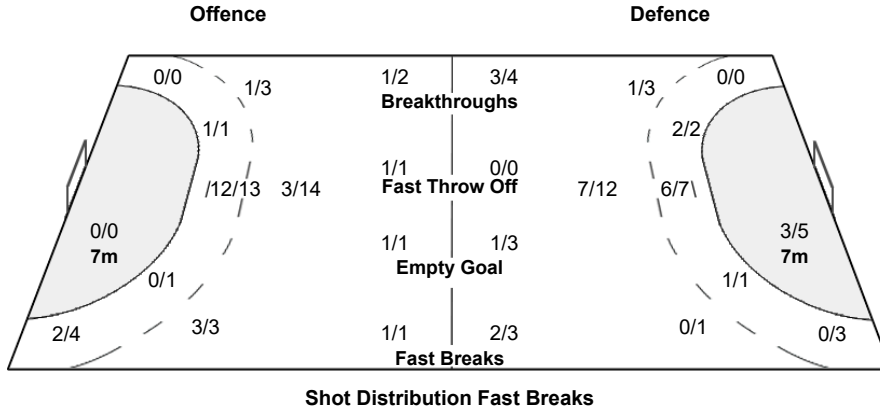 Offence Defence
0/0 1/3 1/2 3/4 1/3 0/0
Breakthroughs
1/1 2/2
1/1 0/0
/12/13 3/14 Fast Throw Off 7/12 6/7\
0/0 3/5
1/1 1/3
7m 7m
Empty Goal
0/1 1/1
2/4 3/3 1/1 2/3 0/1 0/3
Fast Breaks
Shot Distribution Fast Breaks